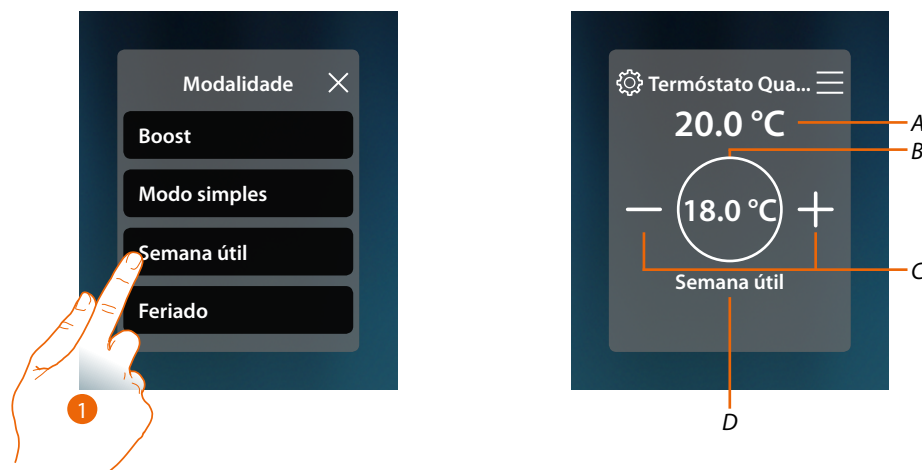 Modalidade
Boost
Modo simples
Semana útil
Feriado
1
Termóstato Qua...
20.0 °C
A
B
18.0 °C
C
Semana útil
D